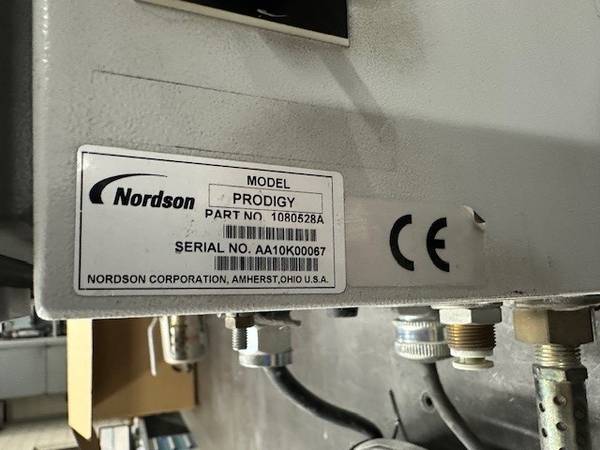 Nordson
MODEL
PRODIGY
PART NO. 1080528A
SERIAL NO. AA10K00067
NORDSON CORPORATION, AMHERST, OHIO U.S.A.
CE